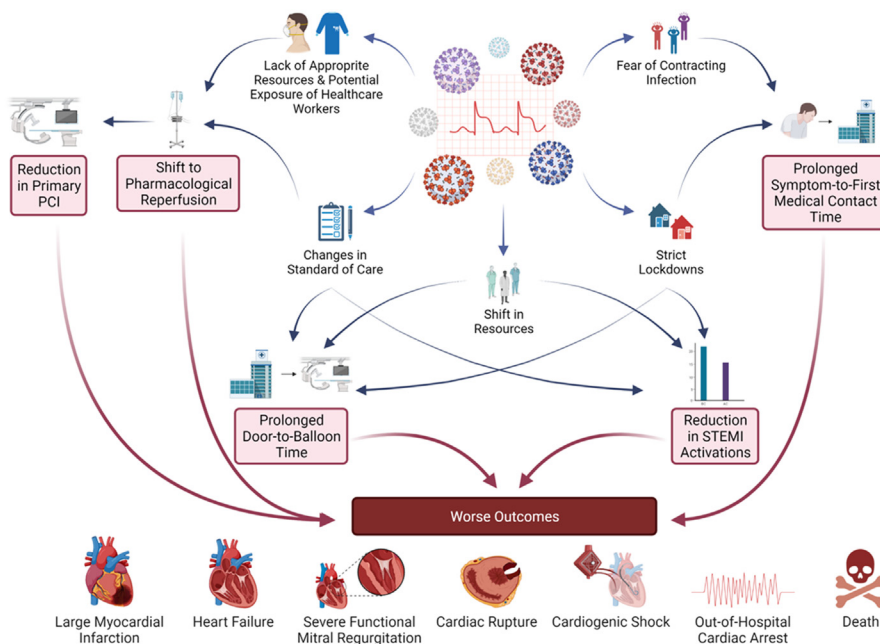 Lack of Approprite
Resources & Potential
Exposure of Healthcare
Workers
Fear of Contracting
Infection
Reduction
in Primary
PCI
Shift to
Pharmacological
Reperfusion
Prolonged
Symptom-to-First
Medical Contact
Time
Changes in
Standard of Care
Strict
Lockdowns
Shift in
Resources
Prolonged
Door-to-Balloon
Time
Reduction
in STEMI
Activations
Worse Outcomes
Large Myocardial
Infarction
Heart Failure
Severe Functional
Mitral Regurgitation
Cardiac Rupture
Cardiogenic Shock
Out-of-Hospital
Cardiac Arrest
Death